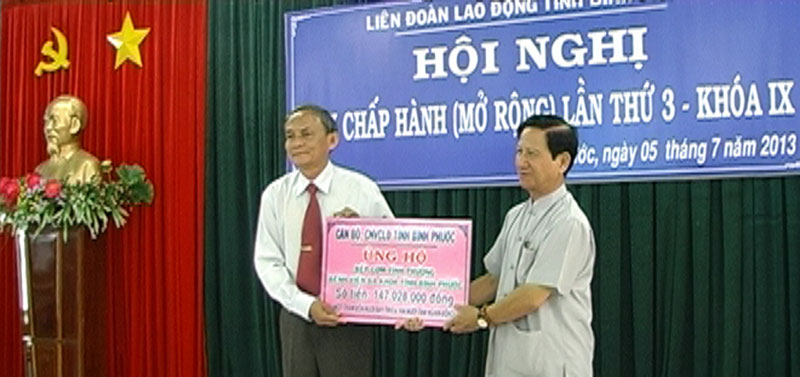 LIÊN ĐOÀN LAO ĐỘNG TỈNH BÌNH
HỘI NGHỊ
CHẤP HÀNH (MỞ RỘNG) LẦN THỨ 3 - KHÓA IX
ớc, ngày 05 tháng 7 năm 2013
CÁN BỘ, CNVCLĐ TỈNH BÌNH PHƯỚC
ỦNG HỘ
BẾP CƠM TÌNH THƯƠNG
BỆNH VIỆN ĐA KHOA TỈNH BÌNH PHƯỚC
Số tiền: 147.028.000 đồng